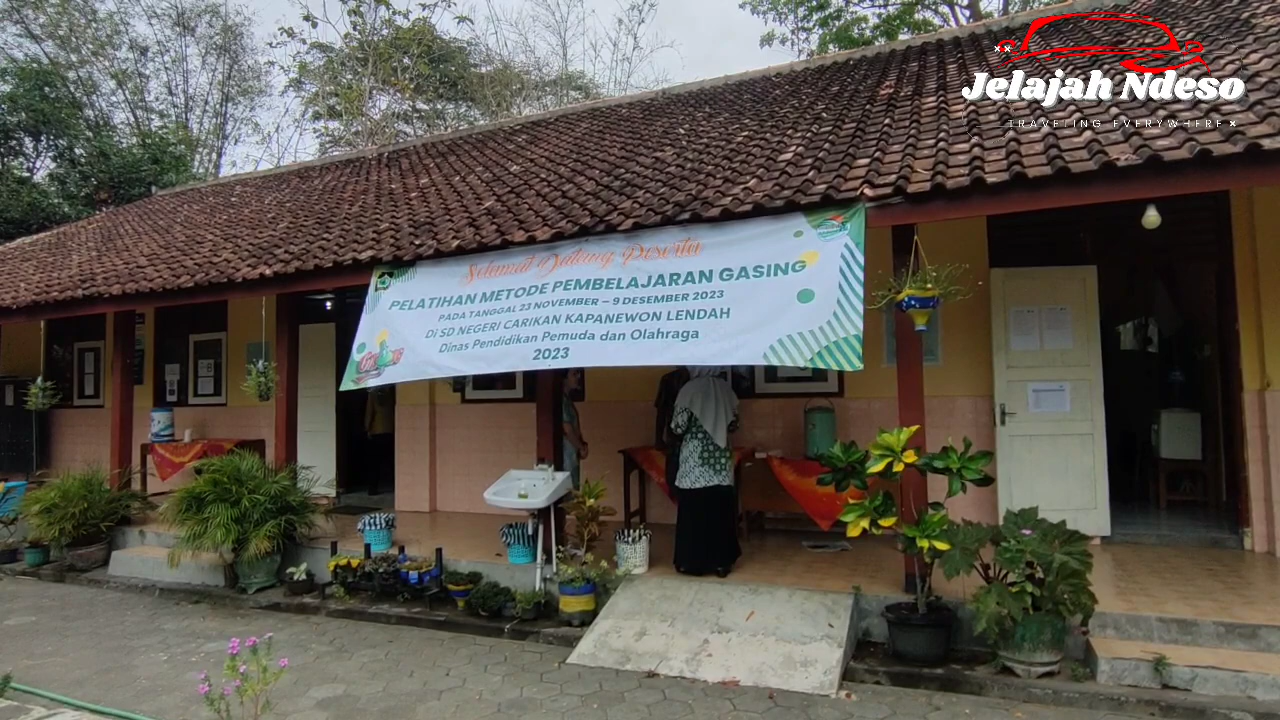 Jelajah Ndeso
TRAVELING EVERYWHERE
Selamat Datang Peserta
PELATIHAN METODE PEMBELAJARAN GASING
PADA TANGGAL 23 NOVEMBER – 9 DESEMBER 2023
Di SD NEGERI CARIKAN KAPANEWON LENDAH
Dinas Pendidikan Pemuda dan Olahraga
2023